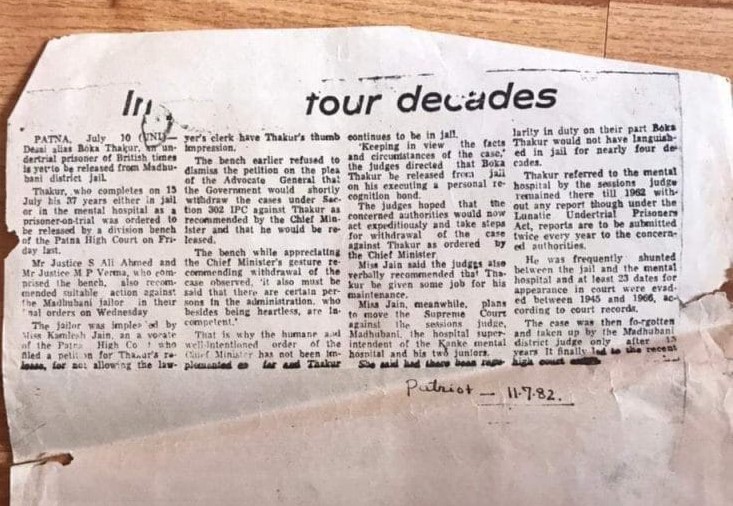 In four decades
PATNA, July 10 (UNI)—
Desai alias Boka Thakur, an un-
dertrial prisoner of British times
is yet to be released from Madhu-
bani district jail.
Thakur, who completes on 15
July his 37 years either in jail
or in the mental hospital as a
prisoner-on-trial was ordered to
be released by a division bench
of the Patna High Court on Fri-
day last.
Mr Justice S Ali Ahmed and
Mr Justice M P Verma, who com-
prised the bench, also recom-
mended suitable action against
the Madhubani jailor in their
nal orders on Wednesday
The jailor was impleaded by
Miss Kamlesh Jain, an a vocate
of the Patna High Co t who
filed a petition for Thakur's re-
lease, for not allowing the law-
yer's clerk have Thakur's thumb
impression.
The bench earlier refused to
dismiss the petition on the plea
of the Advocate General that
the Government would shortly
withdraw the cases under Sec-
tion 302 IPC against Thakur as
recommended by the Chief Min-
ister and that he would be re-
leased.
The bench while appreciating
the Chief Minister's gesture re-
commending withdrawal of the
case observed, 'it also must be
said that there are certain per-
sons in the administration, who
besides being heartless, are in-
competent.'
That is why the humane and
well-intentioned order of the
Chief Minister has not been im-
plemented so far and Thakur
continues to be in jail.
'Keeping in view the facts
and circumstances of the case,'
the judges directed that Boka
Thakur be released from jail
on his executing a personal re-
cognition bond.
The judges hoped that the
concerned authorities would now
act expeditiously and take steps
for withdrawal of the case
against Thakur as ordered by
the Chief Minister
Miss Jain said the judges also
verbally recommended that Tha-
kur be given some job for his
maintenance.
Miss Jain, meanwhile, plans
to move the Supreme Court
against the sessions judge,
Madhubani, the hospital super-
intendent of the Kanke mental
hospital and his two juniors.
She said had there been regu-
larity in duty on their part Boka
Thakur would not have languish-
ed in jail for nearly four de-
cades.
Thakur referred to the mental
hospital by the sessions judge
remained there till 1962 with-
out any report though under the
Lunatic Undertrial Prisoners
Act, reports are to be submitted
twice every year to the concern-
ed authorities.
He was frequently shunted
between the jail and the mental
hospital and at least 23 dates for
appearance in court were evad-
ed between 1945 and 1966, ac-
cording to court records.
The case was then forgotten
and taken up by the Madhubani
district judge only after 15
years It finally led to the recent
high court
Patriot — 11.7.82.